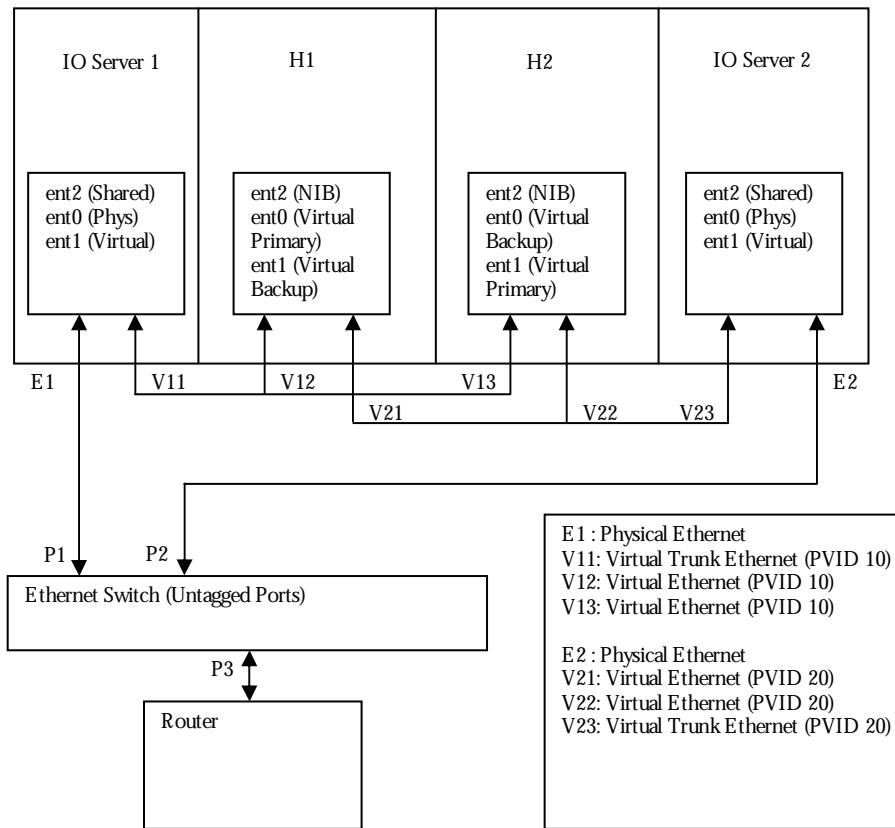 IO Server 1
H1
H2
IO Server 2
ent2 (Shared)
ent0 (Phys)
ent1 (Virtual)
ent2 (NIB)
ent0 (Virtual
Primary)
ent1 (Virtual
Backup)
ent2 (NIB)
ent0 (Virtual
Backup)
ent1 (Virtual
Primary)
ent2 (Shared)
ent0 (Phys)
ent1 (Virtual)
E1
V11
V12
V13
E2
V21
V22
V23
P1
P2
Ethernet Switch (Untagged Ports)
P3
Router
E1 : Physical Ethernet
V11: Virtual Trunk Ethernet (PVID 10)
V12: Virtual Ethernet (PVID 10)
V13: Virtual Ethernet (PVID 10)
E2 : Physical Ethernet
V21: Virtual Ethernet (PVID 20)
V22: Virtual Ethernet (PVID 20)
V23: Virtual Trunk Ethernet (PVID 20)